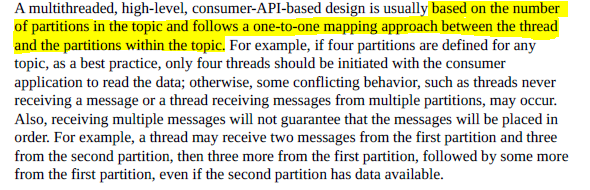 A multithreaded, high-level, consumer-API-based design is usually based on the number
of partitions in the topic and follows a one-to-one mapping approach between the thread
and the partitions within the topic. For example, if four partitions are defined for any
topic, as a best practice, only four threads should be initiated with the consumer
application to read the data; otherwise, some conflicting behavior, such as threads never
receiving a message or a thread receiving messages from multiple partitions, may occur.
Also, receiving multiple messages will not guarantee that the messages will be placed in
order. For example, a thread may receive two messages from the first partition and three
from the second partition, then three more from the first partition, followed by some more
from the first partition, even if the second partition has data available.